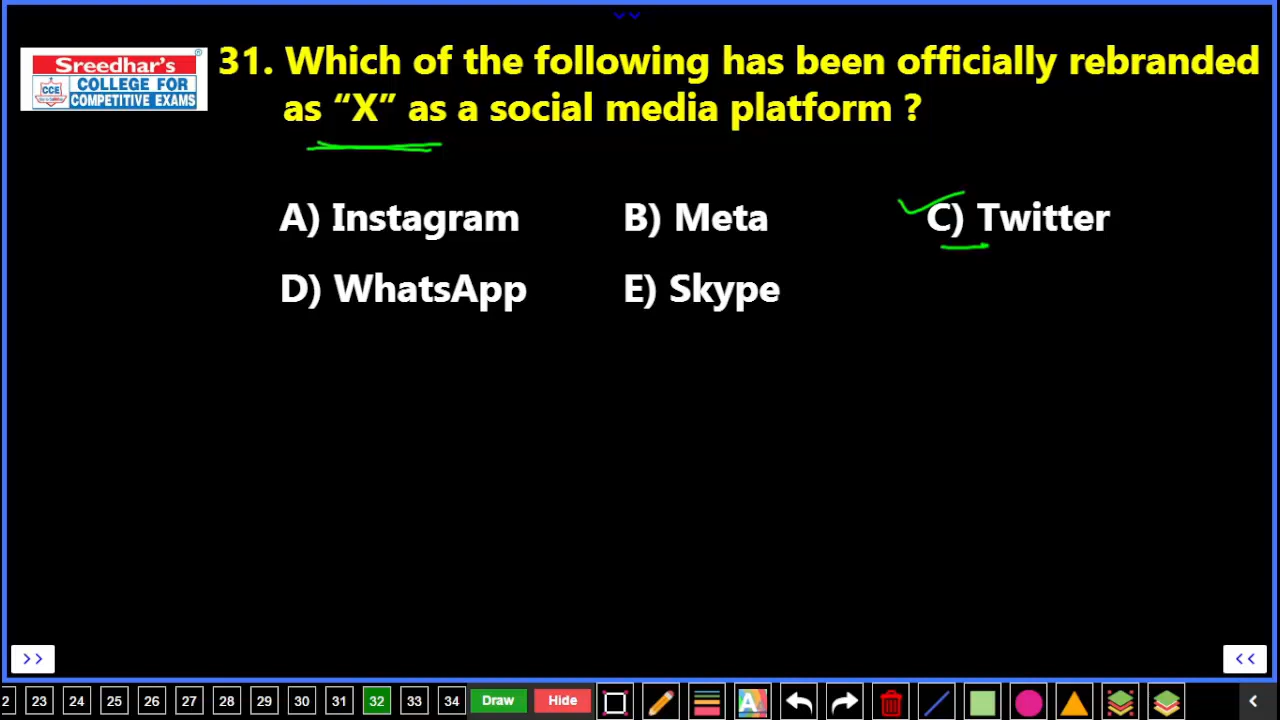 Sreedhar's
CCE
COLLEGE FOR
COMPETITIVE EXAMS
31. Which of the following has been officially rebranded
as “X” as a social media platform ?
A) Instagram B) Meta C) Twitter
D) WhatsApp E) Skype
>> <<
2 23 24 25 26 27 28 29 30 31 32 33 34 Draw Hide A <